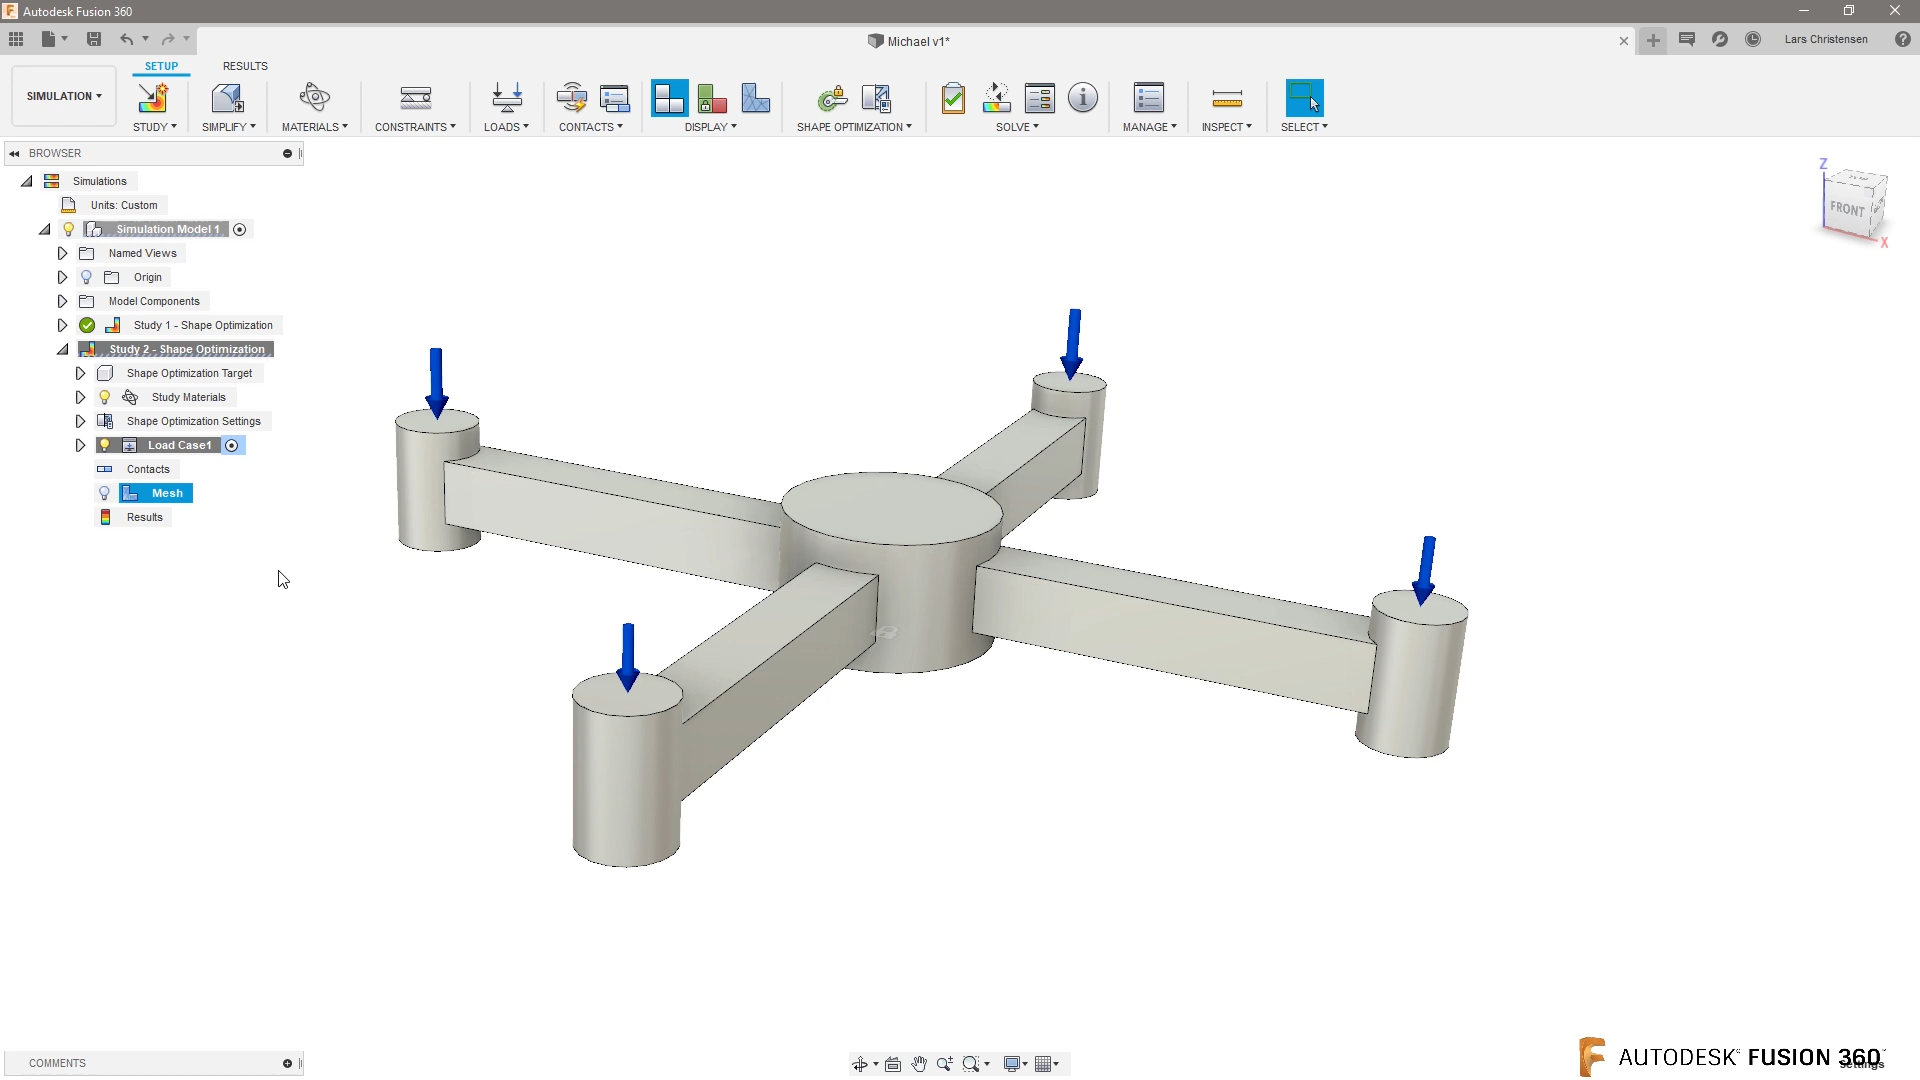 Autodesk Fusion 360
Michael v1*
Lars Christensen
SIMULATION
SETUP
RESULTS
STUDY
SIMPLIFY
MATERIALS
CONSTRAINTS
LOADS
CONTACTS
DISPLAY
SHAPE OPTIMIZATION
SOLVE
MANAGE
INSPECT
SELECT
BROWSER
Simulations
Units: Custom
Simulation Model 1
Named Views
Origin
Model Components
Study 1 - Shape Optimization
Study 2 - Shape Optimization
Shape Optimization Target
Study Materials
Shape Optimization Settings
Load Case1
Contacts
Mesh
Results
Z
FRONT
X
COMMENTS
AUTODESK® FUSION 360™
Settings